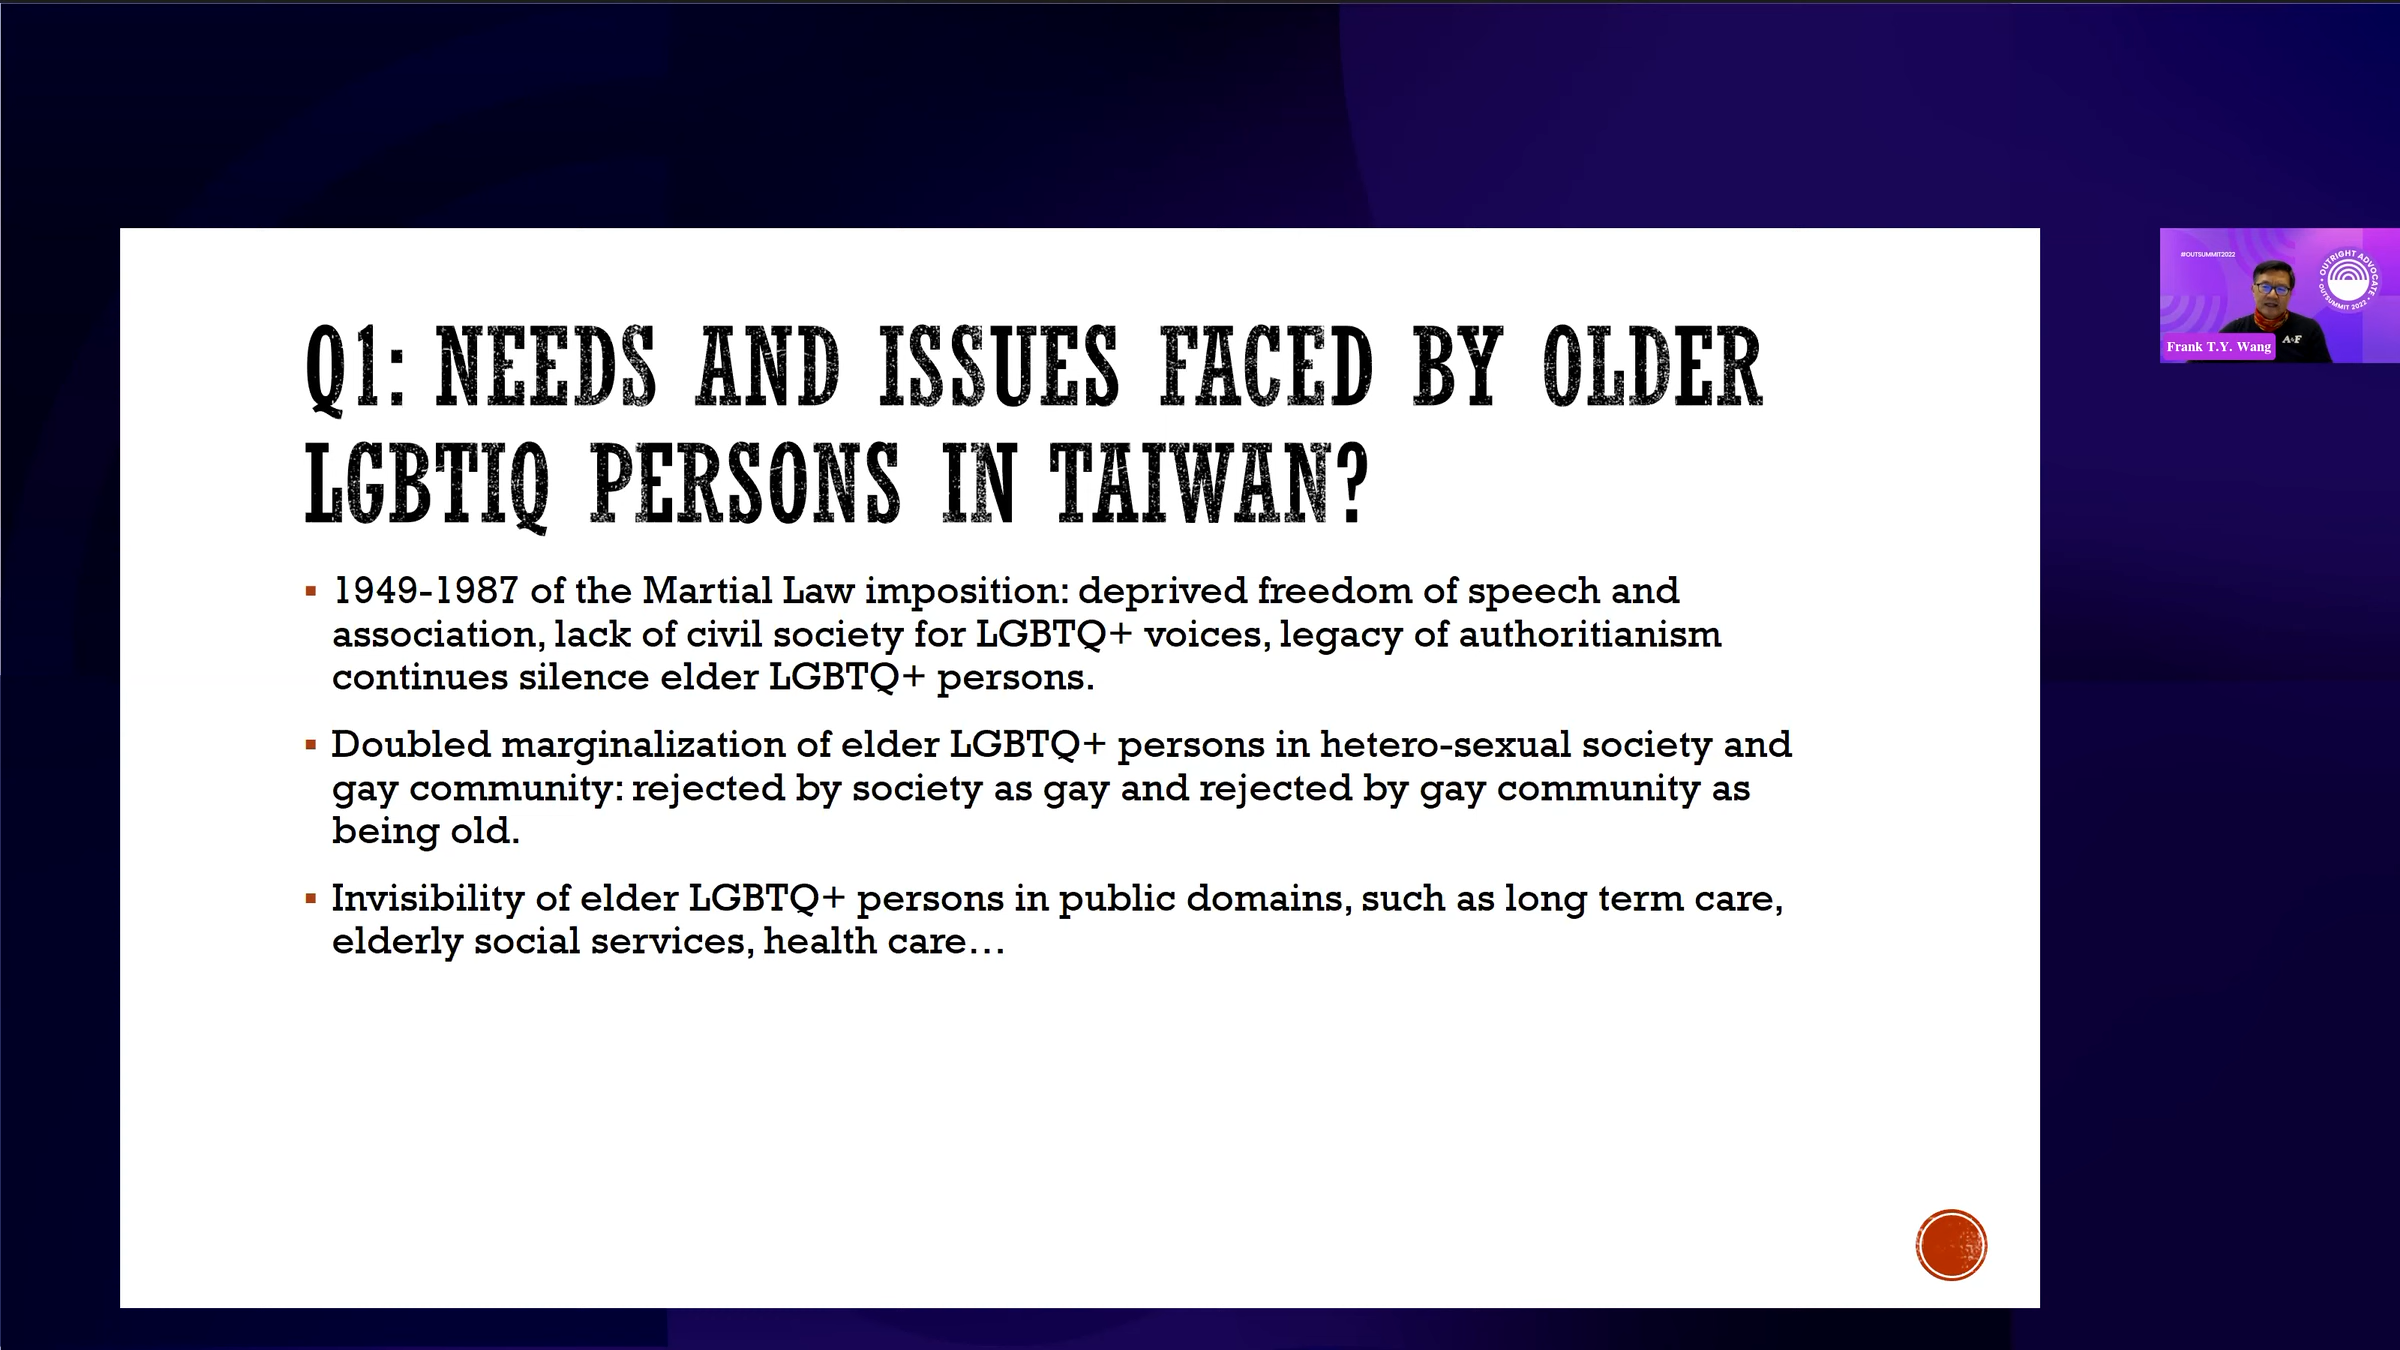 Q1: NEEDS AND ISSUES FACED BY OLDER
LGBTIQ PERSONS IN TAIWAN?
▪ 1949-1987 of the Martial Law imposition: deprived freedom of speech and
association, lack of civil society for LGBTQ+ voices, legacy of authoritianism
continues silence elder LGBTQ+ persons.
▪ Doubled marginalization of elder LGBTQ+ persons in hetero-sexual society and
gay community: rejected by society as gay and rejected by gay community as
being old.
▪ Invisibility of elder LGBTQ+ persons in public domains, such as long term care,
elderly social services, health care…
#OUTSUMMIT2022
OUTRIGHT ADVOCATE
• OUTSUMMIT 2022 •
A&F
Frank T.Y. Wang